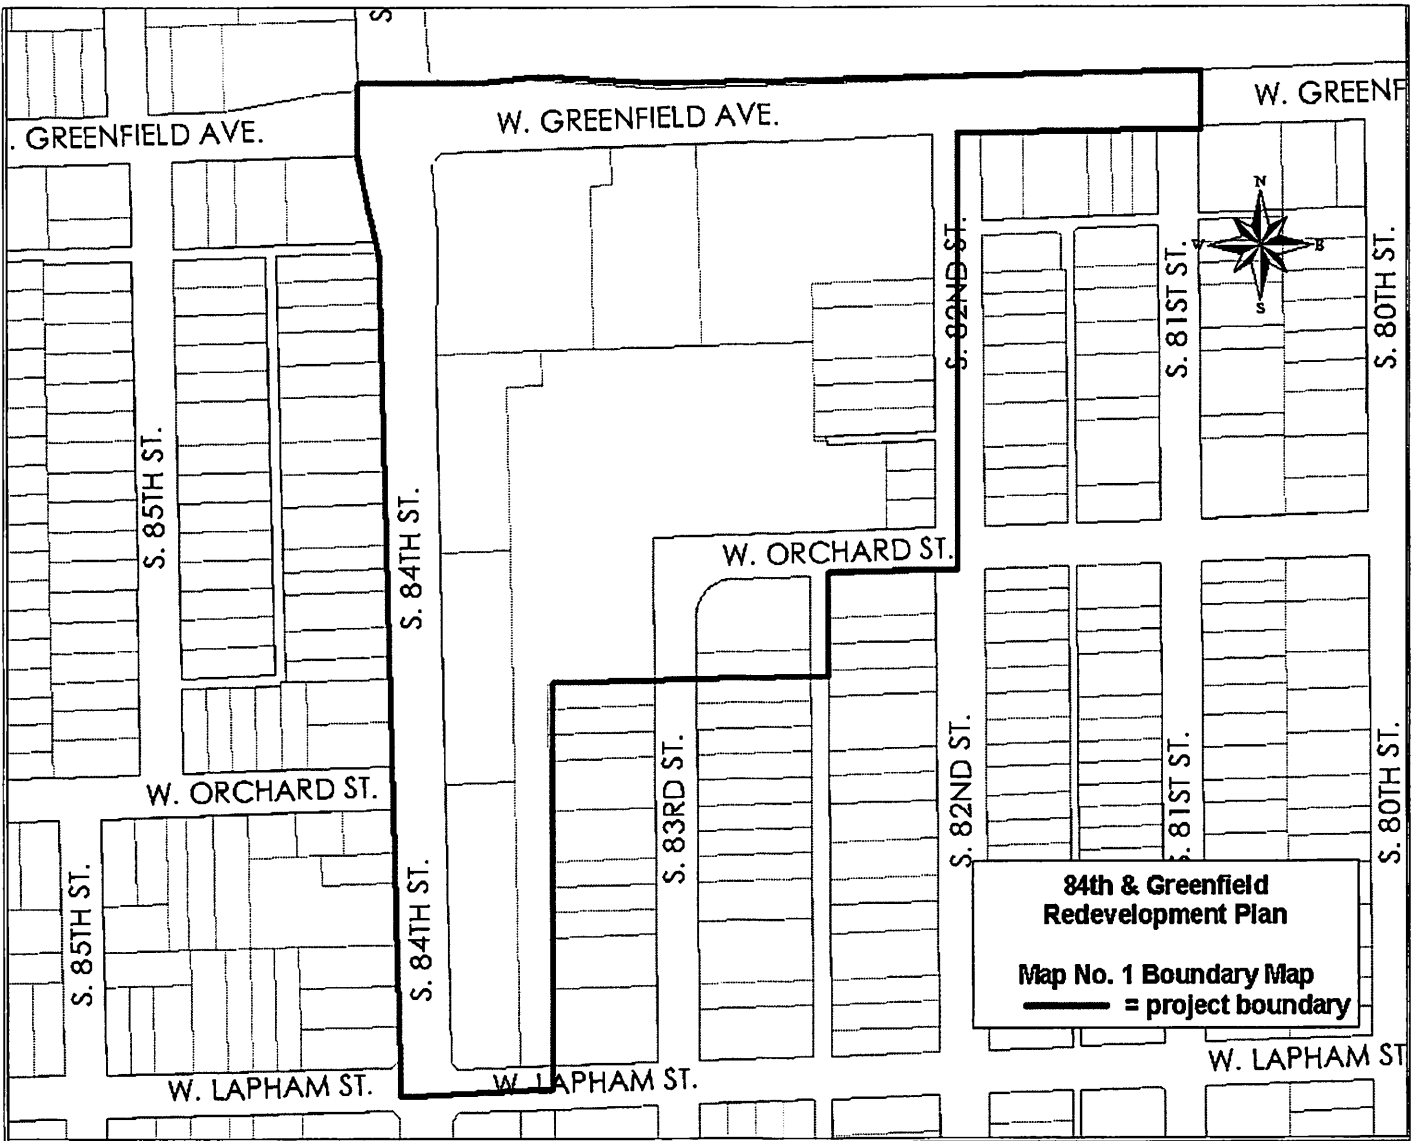 S
W. GREENF
W. GREENFIELD AVE.
. GREENFIELD AVE.
N
W
E
S
S. 82ND ST.
S. 81ST ST.
S. 80TH ST.
S. 85TH ST.
S. 84TH ST.
W. ORCHARD ST.
W. ORCHARD ST.
S. 83RD ST.
S. 82ND ST.
S. 81ST ST.
S. 80TH ST.
S. 85TH ST.
S. 84TH ST.
84th & Greenfield
Redevelopment Plan
Map No. 1 Boundary Map
= project boundary
W. LAPHAM ST.
W. LAPHAM ST.
W. LAPHAM ST